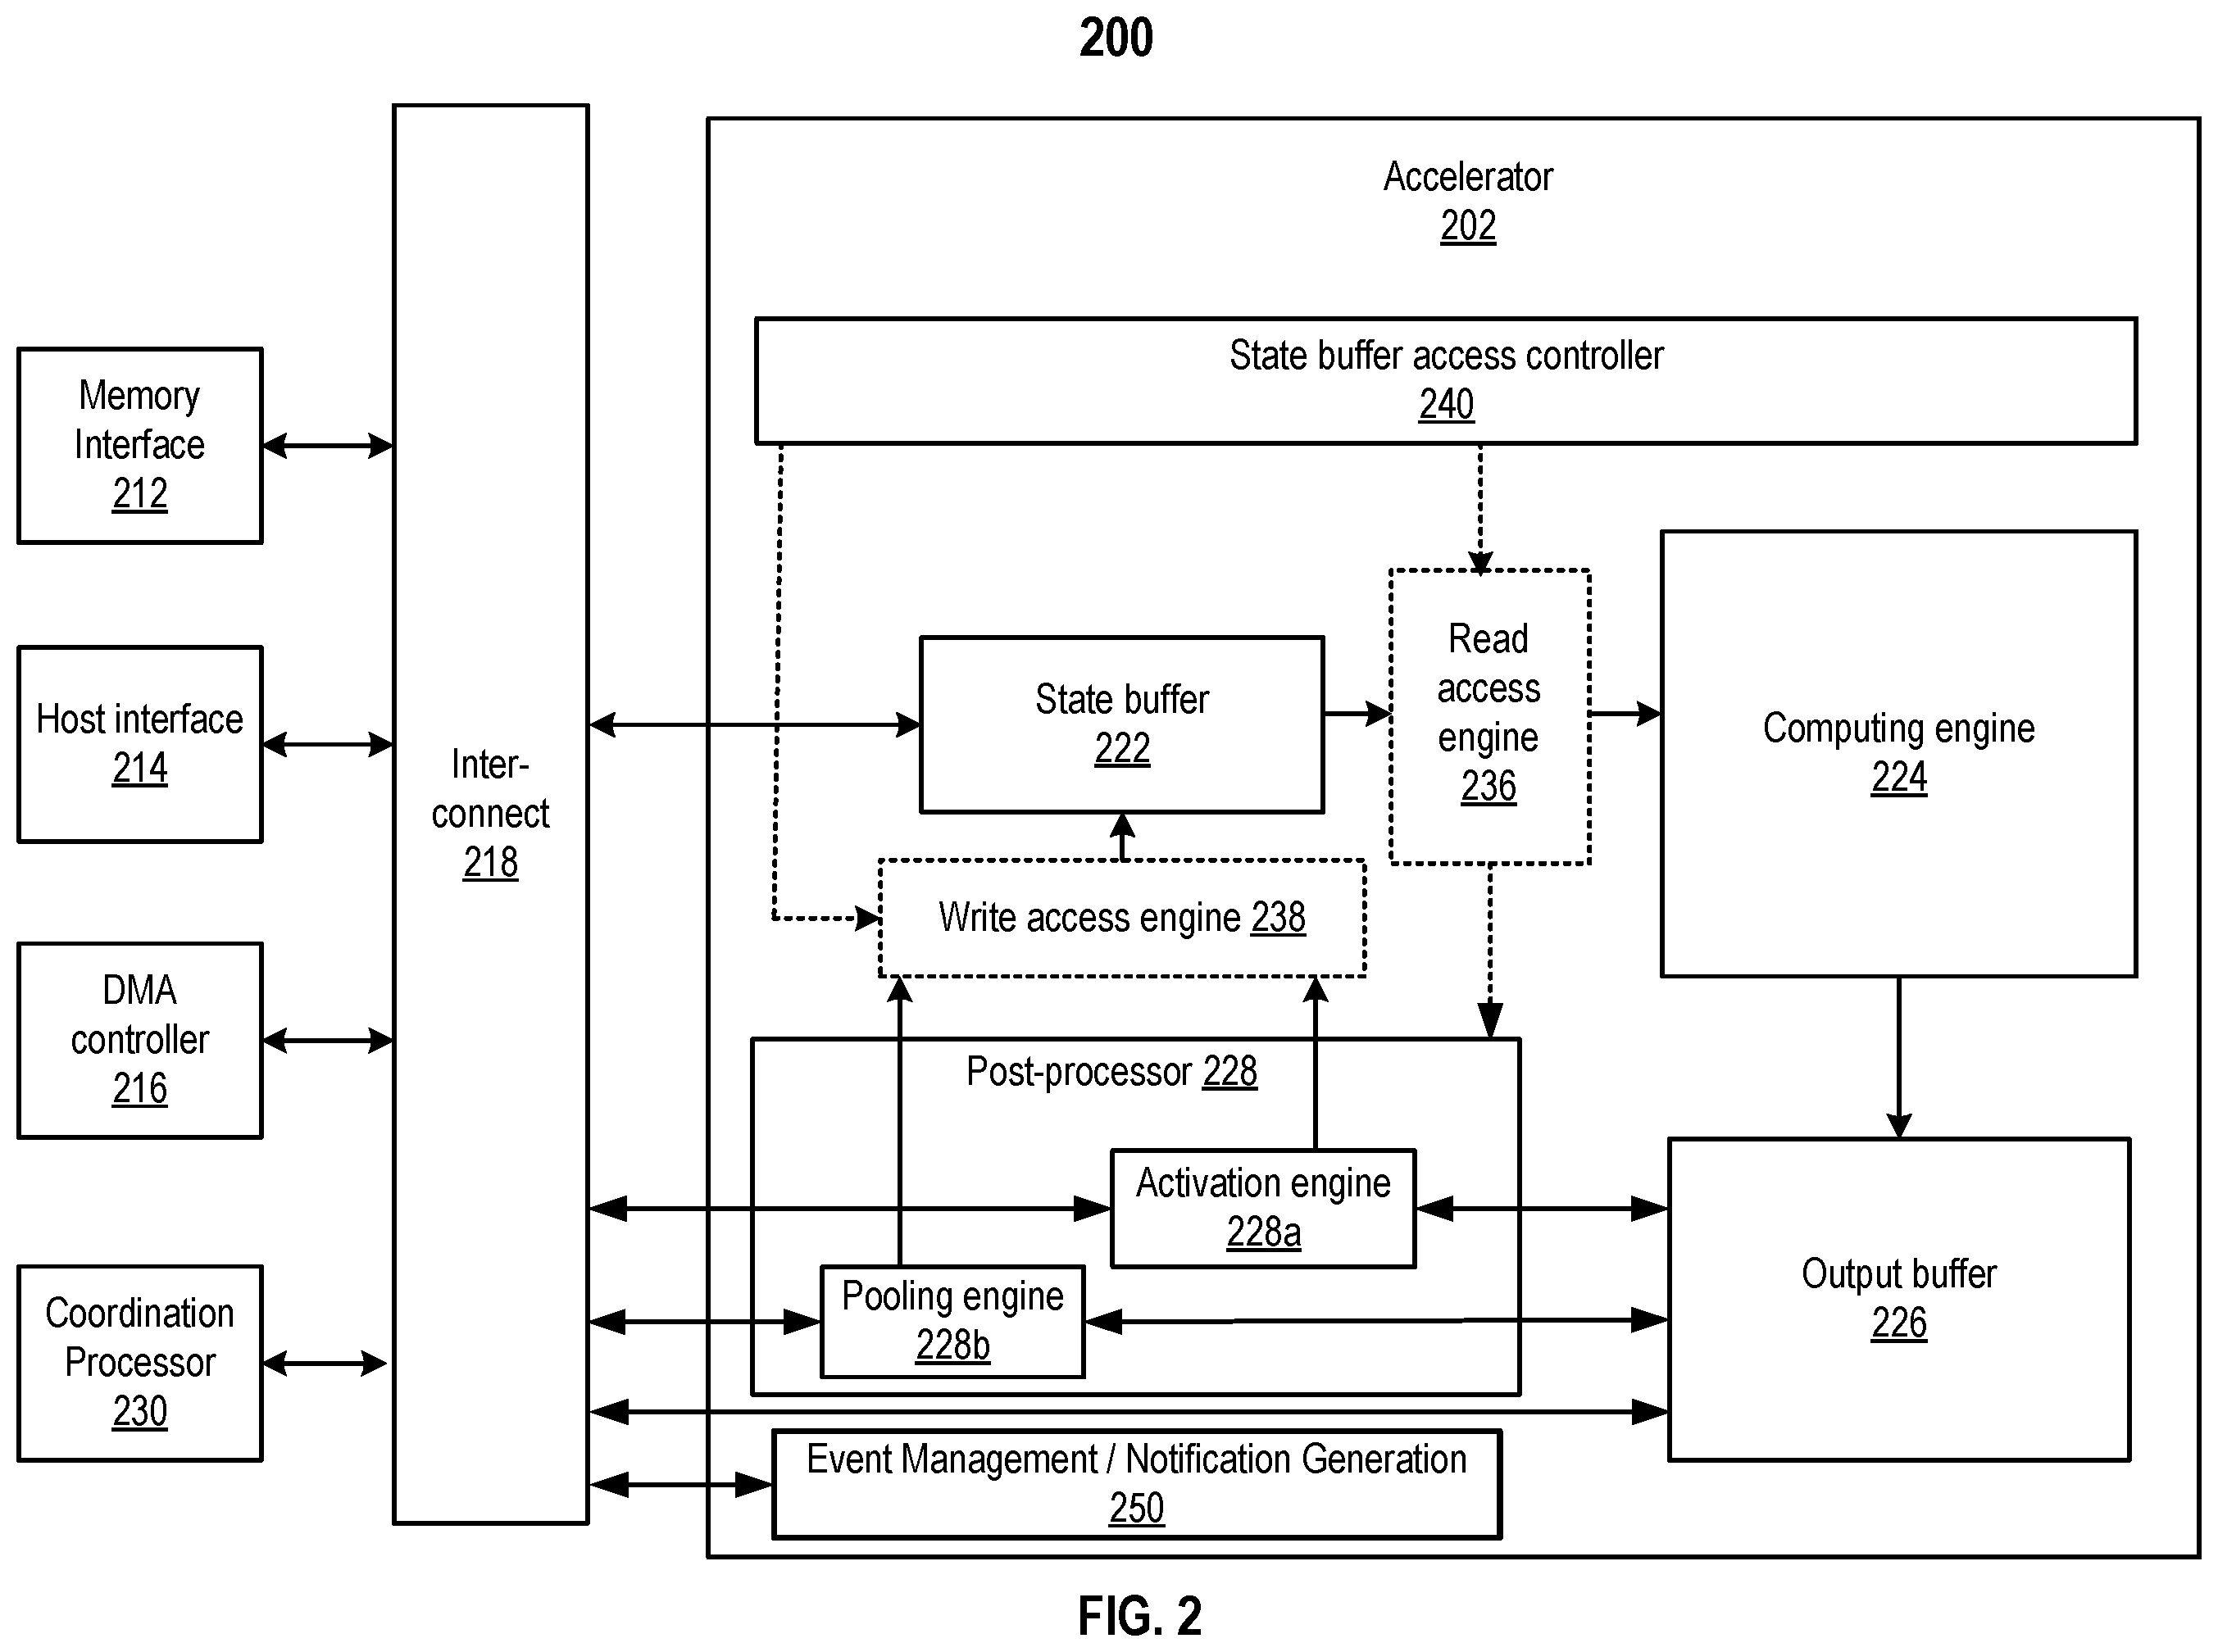 200
Accelerator
202
State buffer access controller
240
Memory
Interface
212
Host interface
214
DMA
controller
216
Coordination
Processor
230
Inter-
connect
218
State buffer
222
Read
access
engine
236
Computing engine
224
Write access engine 238
Post-processor 228
Activation engine
228a
Pooling engine
228b
Output buffer
226
Event Management / Notification Generation
250
FIG. 2